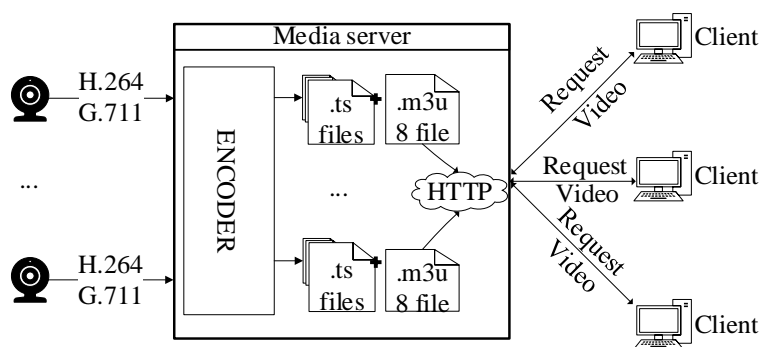 Media server
H.264
G.711
...
H.264
G.711
ENCODER
.ts
files
.m3u
8 file
...
.ts
files
.m3u
8 file
HTTP
Request
Video
Client
Request
Video
Client
Request
Video
Client